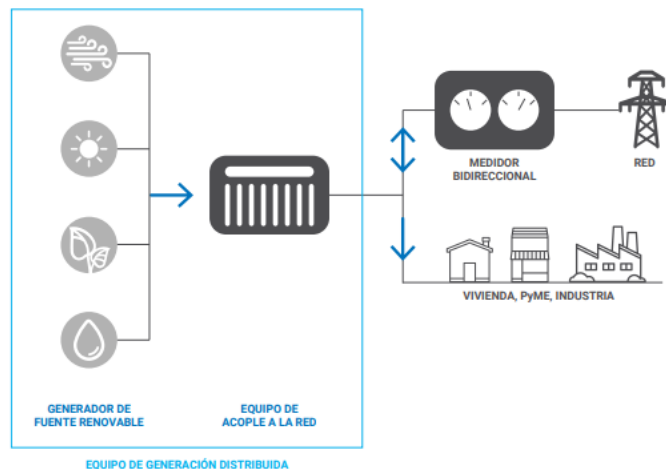 MEDIDOR
BIDIRECCIONAL
RED
VIVIENDA, PyME, INDUSTRIA
GENERADOR DE
FUENTE RENOVABLE
EQUIPO DE
ACOPLE A LA RED
EQUIPO DE GENERACIÓN DISTRIBUIDA